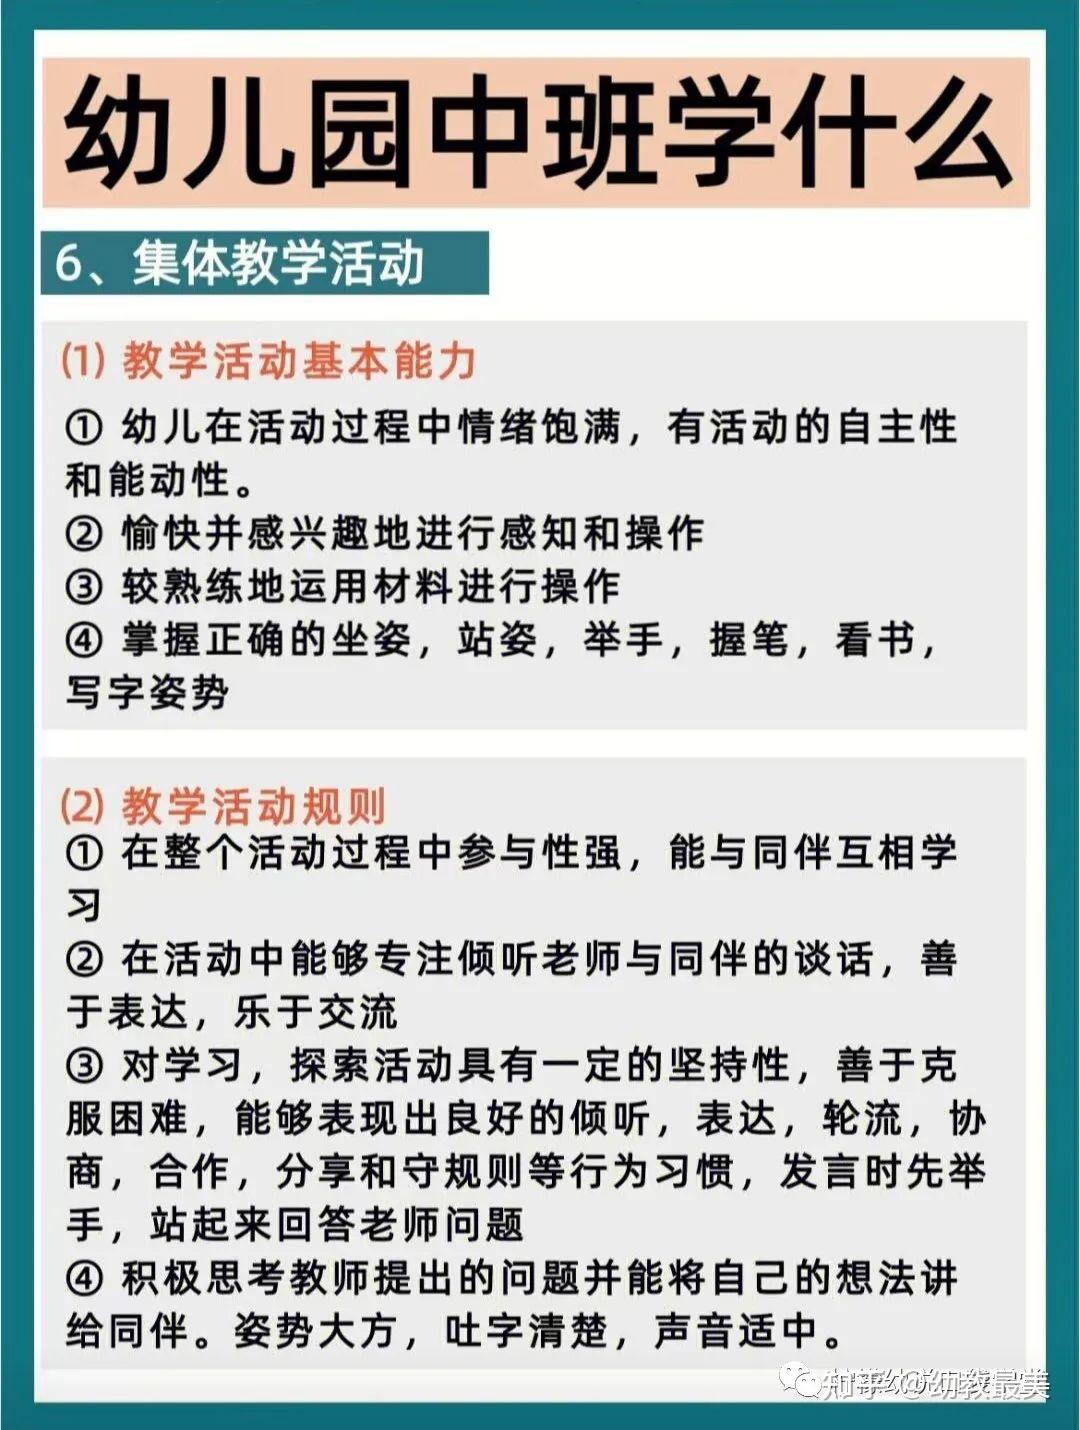 幼儿园中班学什么
6、集体教学活动
(1) 教学活动基本能力
① 幼儿在活动过程中情绪饱满，有活动的自主性
和能动性。
② 愉快并感兴趣地进行感知和操作
③ 较熟练地运用材料进行操作
④ 掌握正确的坐姿，站姿，举手，握笔，看书，
写字姿势
(2) 教学活动规则
① 在整个活动过程中参与性强，能与同伴互相学
习
② 在活动中能够专注倾听老师与同伴的谈话，善
于表达，乐于交流
③ 对学习，探索活动具有一定的坚持性，善于克
服困难，能够表现出良好的倾听，表达，轮流，协
商，合作，分享和守规则等行为习惯，发言时先举
手，站起来回答老师问题
④ 积极思考教师提出的问题并能将自己的想法讲
给同伴。姿势大方，吐字清楚，声音适中。
知乎 @幼教最美